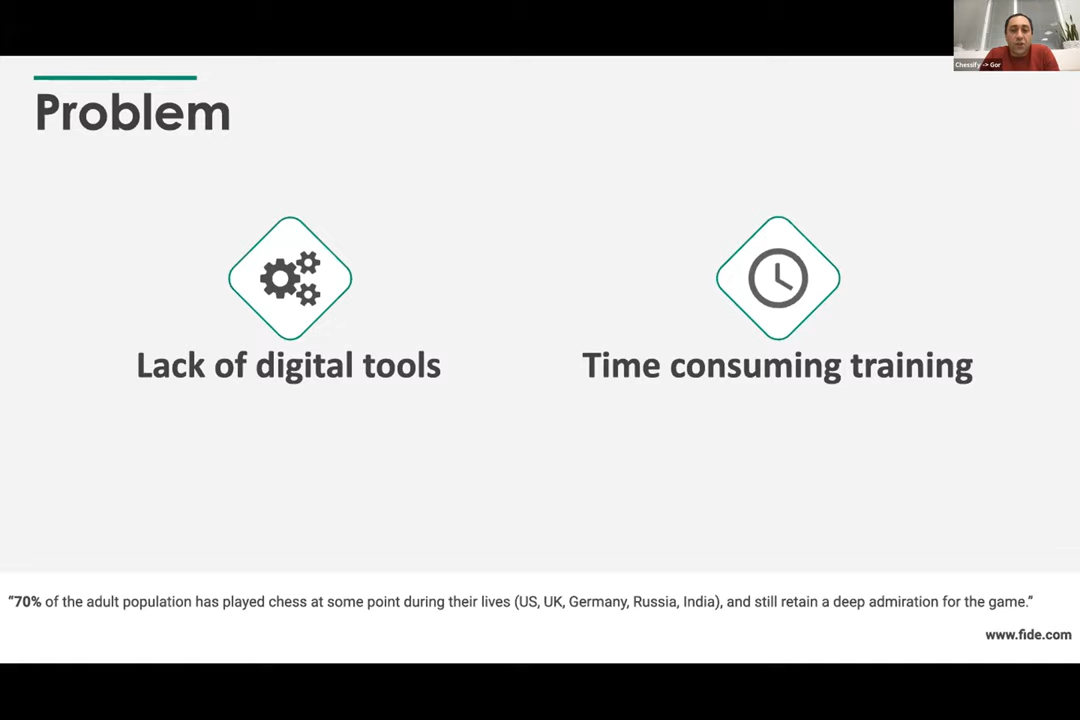 Chessify -> Gor
Problem
Lack of digital tools
Time consuming training
“70% of the adult population has played chess at some point during their lives (US, UK, Germany, Russia, India), and still retain a deep admiration for the game.”
www.fide.com